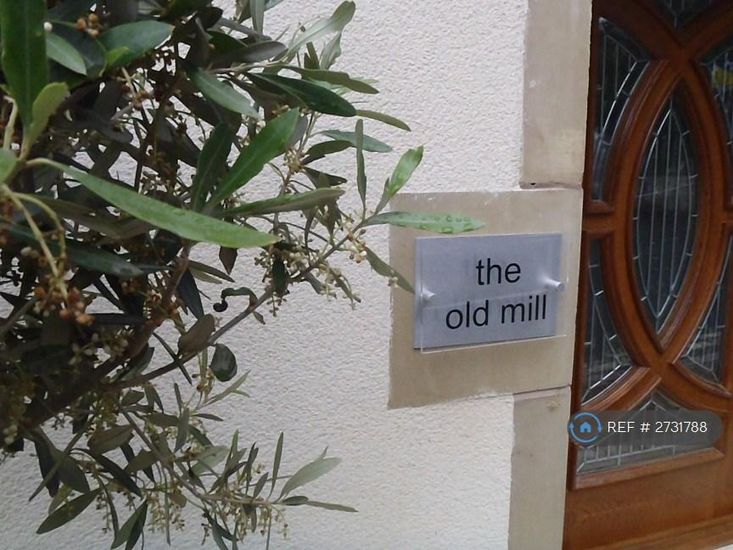 the
old mill
REF # 2731788